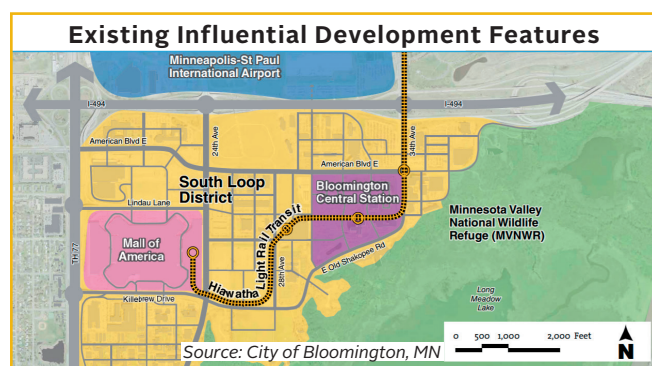 Existing Influential Development Features
Minneapolis-St Paul
International Airport
I-494
I-494
24th Ave
34th Ave
American Blvd E
American Blvd E
South Loop
District
Bloomington
Central Station
Lindau Lane
Light Rail Transit
Minnesota Valley
National Wildlife
Refuge (MVNWR)
Mall of
America
TH 77
28th Ave
E Old Shakopee Rd
Hiawatha
Killebrew Drive
Long
Meadow
Lake
0 500 1,000 2,000 Feet
N
Source: City of Bloomington, MN